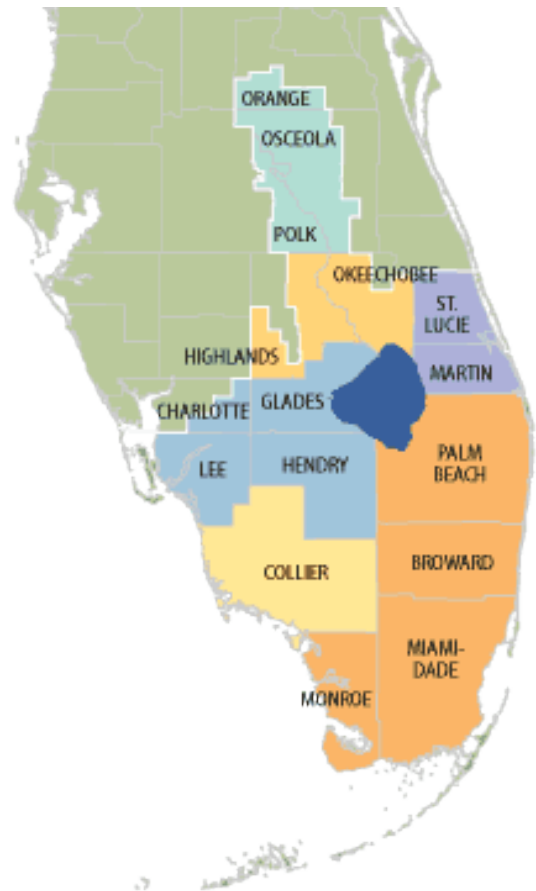 ORANGE
OSCEOLA
POLK
OKEECHOBEE
ST.
LUCIE
HIGHLANDS
MARTIN
CHARLOTTE
GLADES
PALM
BEACH
LEE
HENDRY
BROWARD
COLLIER
MIAMI-
DADE
MONROE